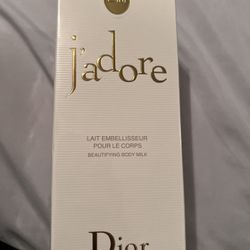 j'adore
LAIT EMBELLISSEUR
POUR LE CORPS
BEAUTIFYING BODY MILK
Dior